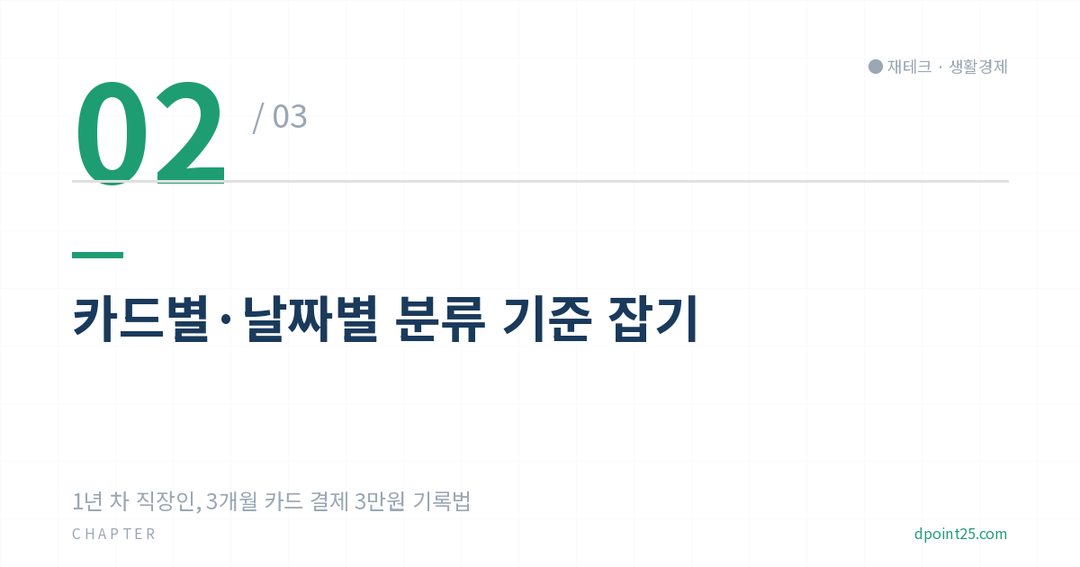 02 / 03
● 재테크 · 생활경제
카드별·날짜별 분류 기준 잡기
1년 차 직장인, 3개월 카드 결제 3만원 기록법
CHAPTER
dpoint25.com